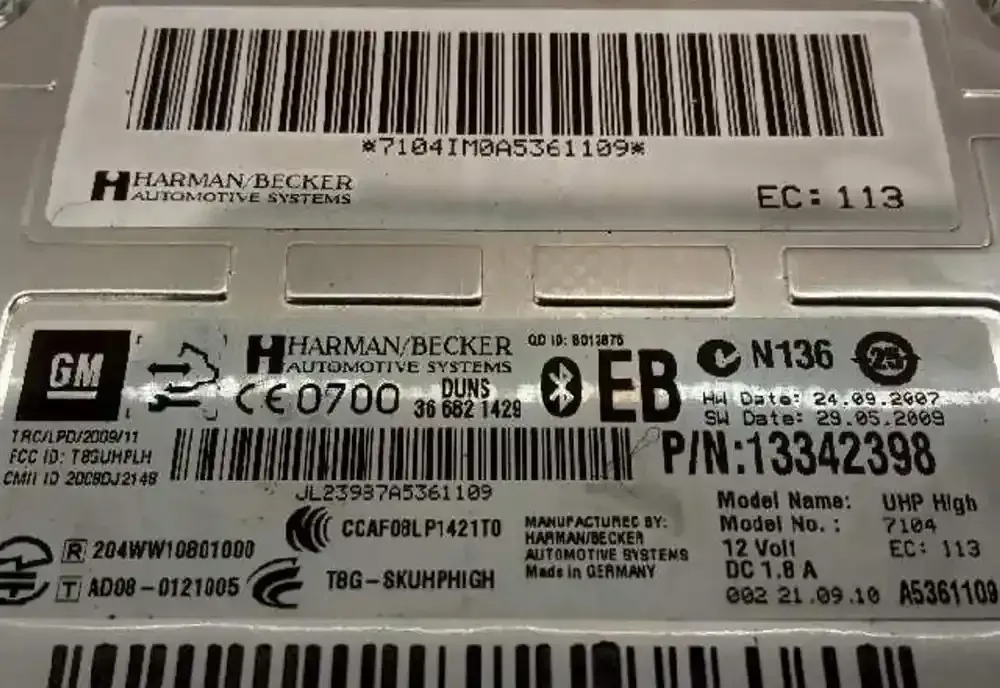 *7104IM0A5361109*
HARMAN/BECKER
AUTOMOTIVE SYSTEMS
EC: 113
GM
HARMAN/BECKER
AUTOMOTIVE SYSTEMS
QD ID: B013875
CE0700
DUNS
36 682 1429
EB
N136
25
HW Date: 24.09.2007
SW Date: 29.05.2009
TRC/LPD/2009/11
FCC ID: T8GUHPLH
CMII ID 2008DJ2148
P/N:13342398
JL23987A5361109
R 204WW10801000
T AD08-0121005
CCAF08LP1421T0
T8G-SKUHPHIGH
MANUFACTURED BY:
HARMAN/BECKER
AUTOMOTIVE SYSTEMS
Made in GERMANY
Model Name: UHP High
Model No.: 7104
12 Volt EC: 113
DC 1.8 A
002 21.09.10 A5361109